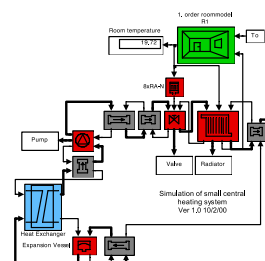 1. order roommodel
R1
Room temperature
19,72
To
8xRA-N
Pump
Valve
Radiator
Simulation of small central
heating system
Ver 1,0 10/2/00
Heat Exchanger
Expansion Vessel